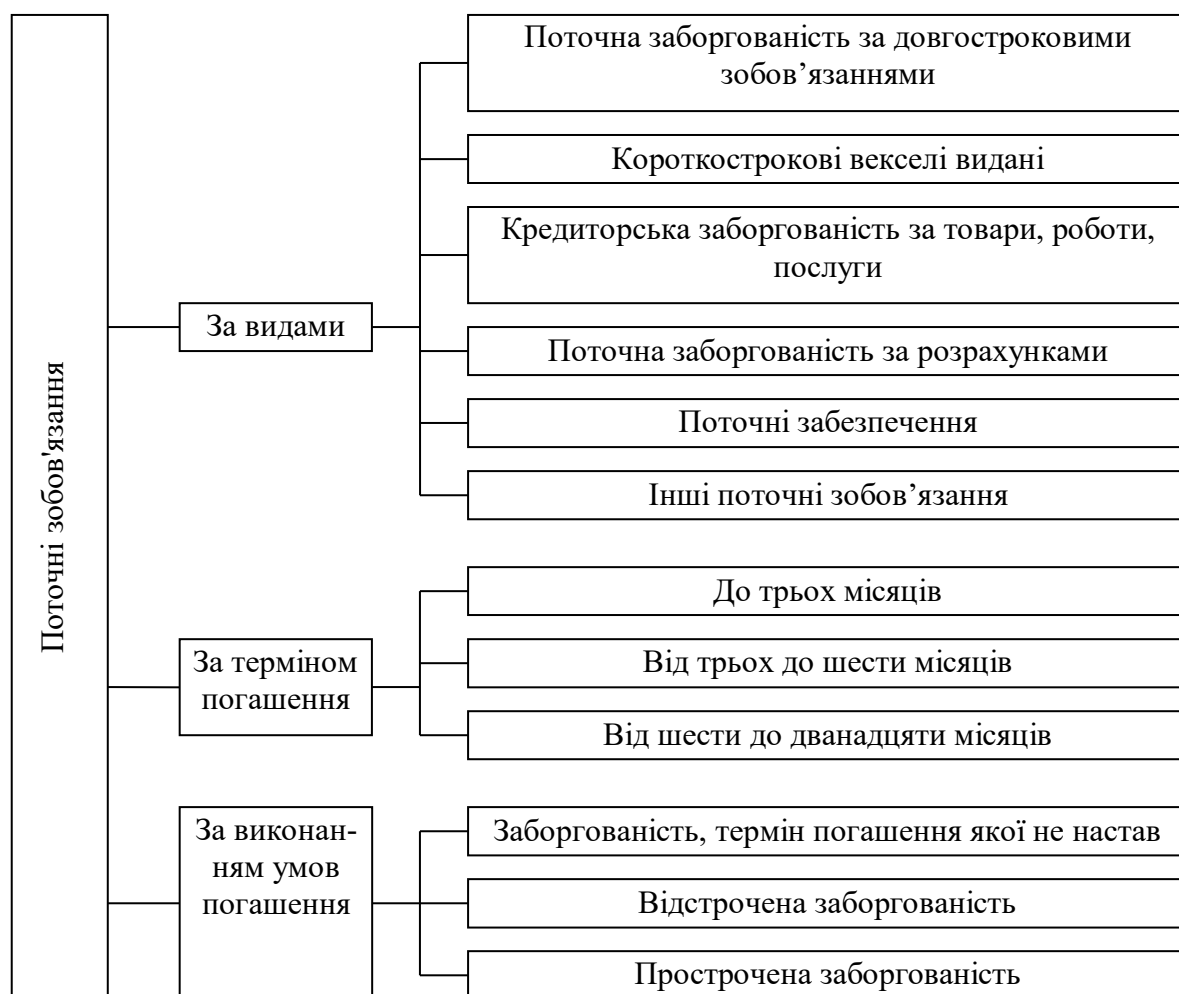 Поточні зобов'язання
За видами
Поточна заборгованість за довгостроковими
зобов’язаннями
Короткострокові векселі видані
Кредиторська заборгованість за товари, роботи,
послуги
Поточна заборгованість за розрахунками
Поточні забезпечення
Інші поточні зобов’язання
За терміном
погашення
До трьох місяців
Від трьох до шести місяців
Від шести до дванадцяти місяців
За виконан-
ням умов
погашення
Заборгованість, термін погашення якої не настав
Відстрочена заборгованість
Прострочена заборгованість